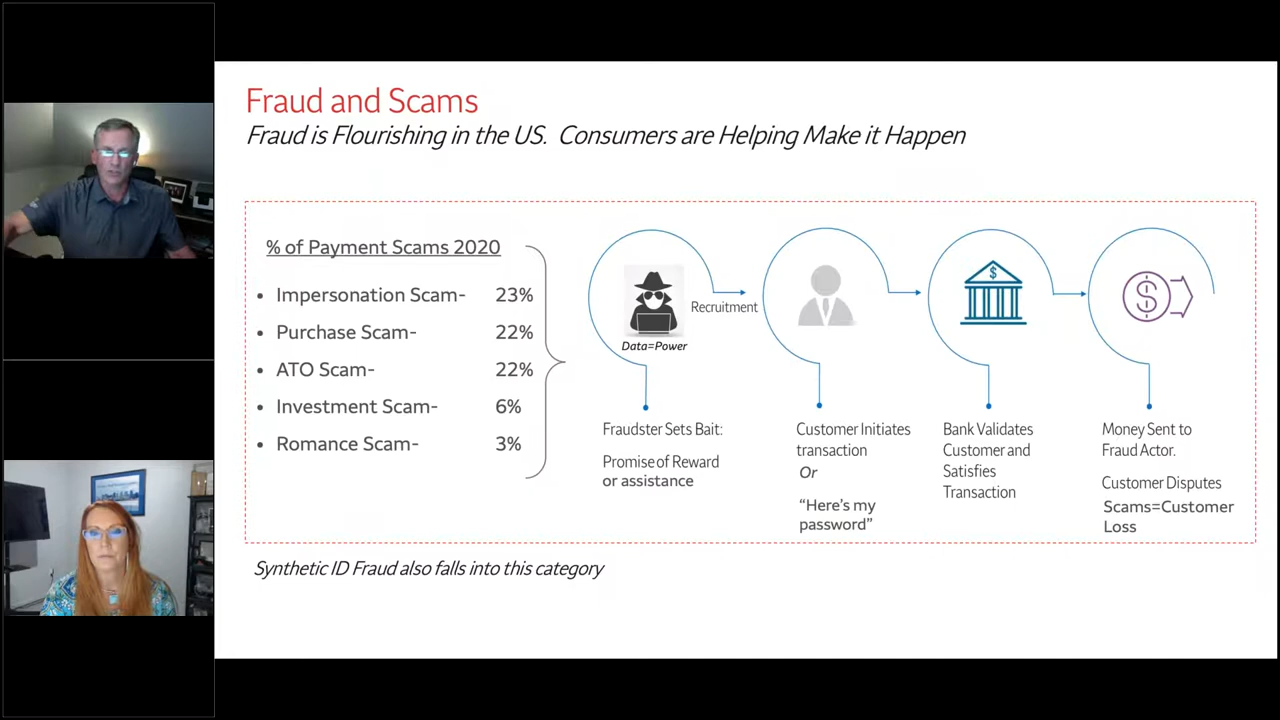 Fraud and Scams
Fraud is Flourishing in the US. Consumers are Helping Make it Happen
% of Payment Scams 2020
• Impersonation Scam- 23%
• Purchase Scam- 22%
• ATO Scam- 22%
• Investment Scam- 6%
• Romance Scam- 3%
Data=Power
Recruitment
$
$
Fraudster Sets Bait:
Promise of Reward
or assistance
Customer Initiates
transaction
Or
“Here’s my
password”
Bank Validates
Customer and
Satisfies
Transaction
Money Sent to
Fraud Actor.
Customer Disputes
Scams=Customer
Loss
Synthetic ID Fraud also falls into this category